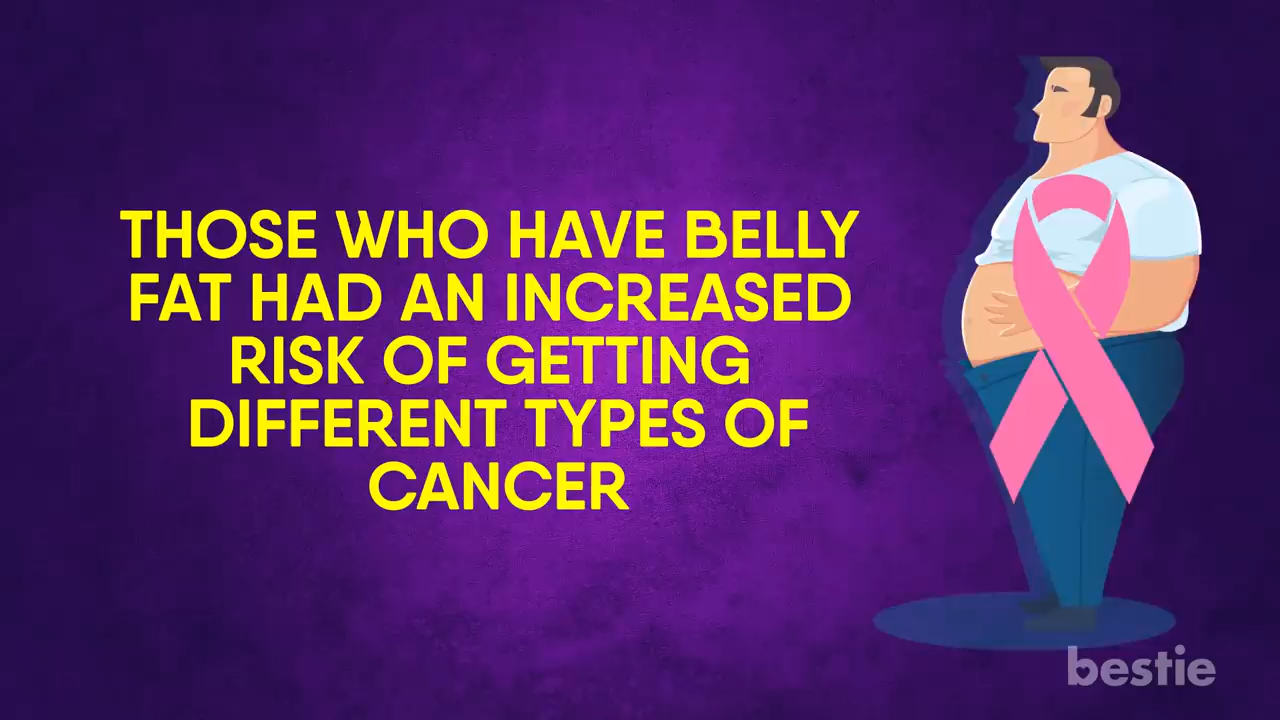 THOSE WHO HAVE BELLY
FAT HAD AN INCREASED
RISK OF GETTING
DIFFERENT TYPES OF
CANCER
bestie